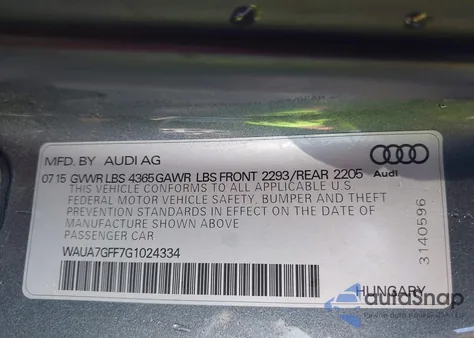 MFD. BY AUDI AG
07 15 GVWR LBS 4365 GAWR LBS FRONT 2293/REAR 2205
Audi
THIS VEHICLE CONFORMS TO ALL APPLICABLE U.S
FEDERAL MOTOR VEHICLE SAFETY, BUMPER AND THEFT
PREVENTION STANDARDS IN EFFECT ON THE DATE OF
MANUFACTURE SHOWN ABOVE
PASSENGER CAR
WAUA7GFF7G1024334
3140596
HUNGARY
autoSnap